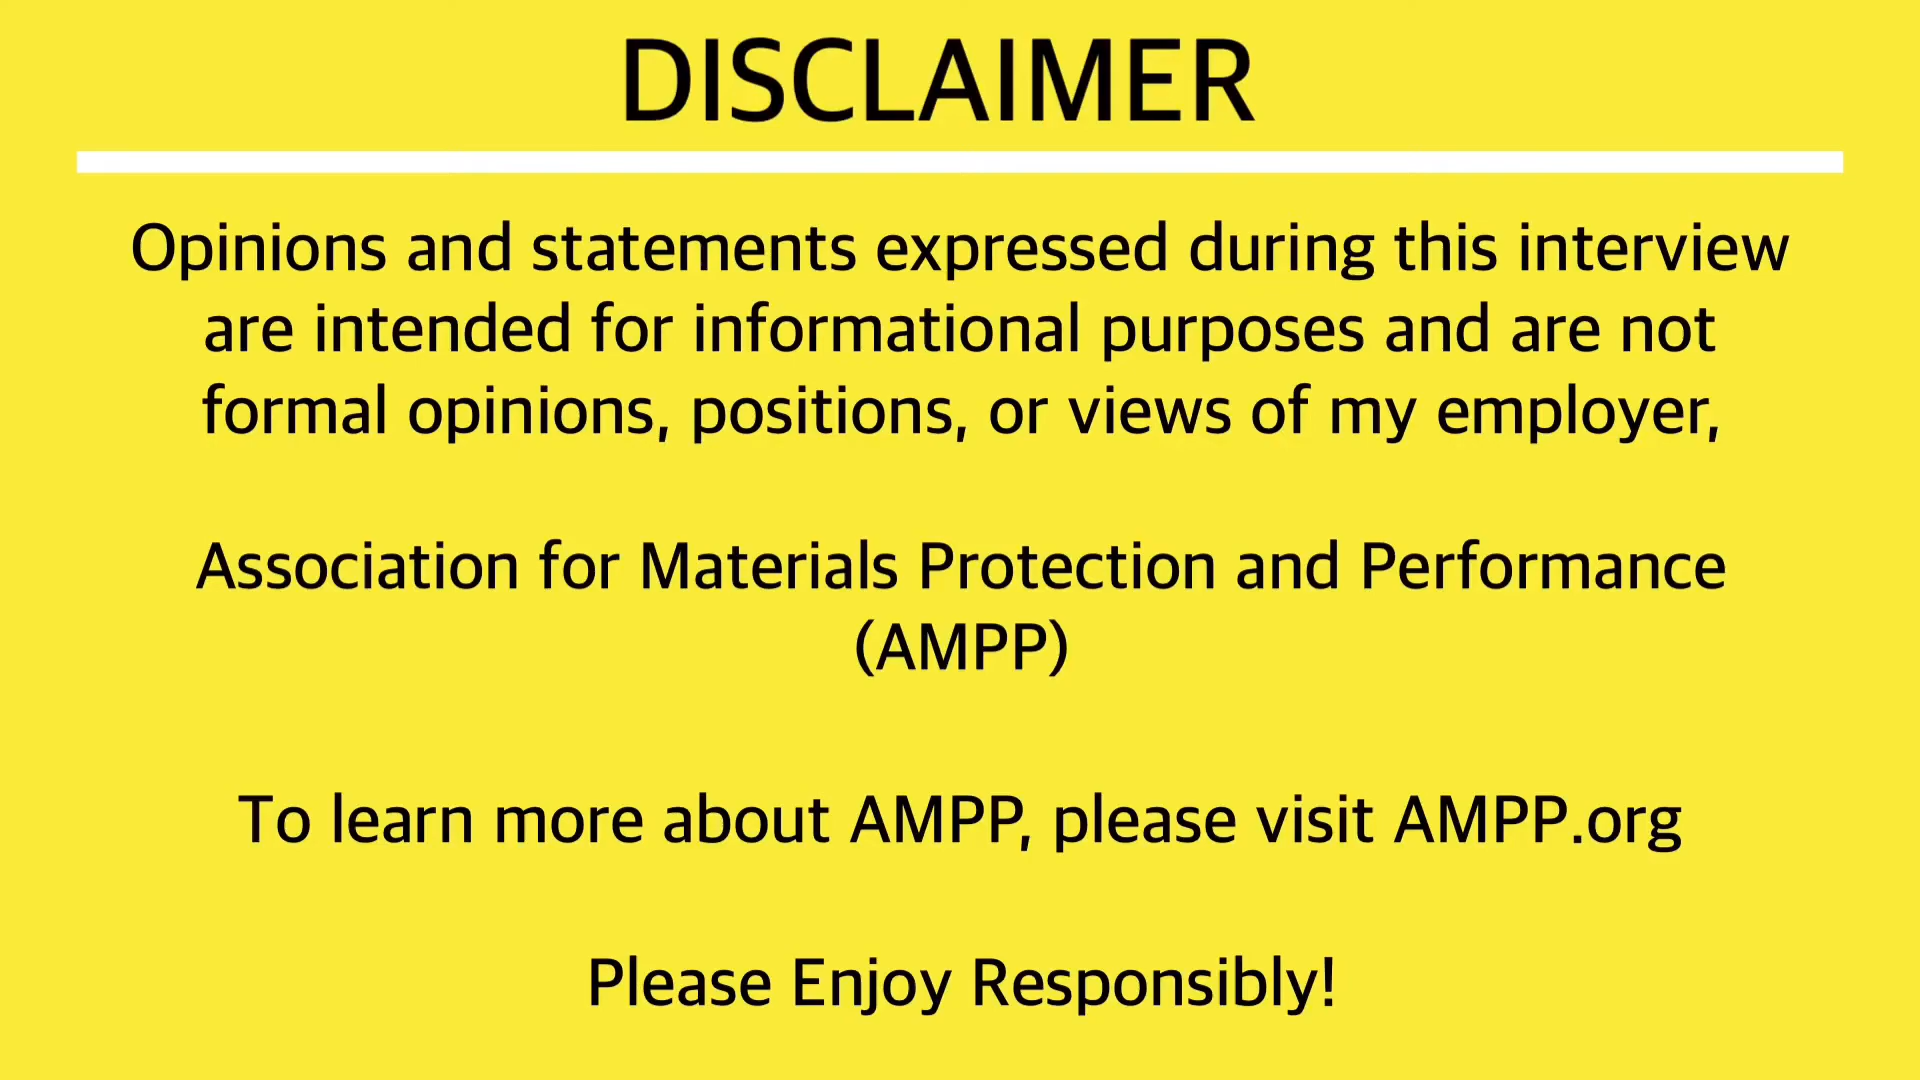 DISCLAIMER
Opinions and statements expressed during this interview
are intended for informational purposes and are not
formal opinions, positions, or views of my employer,
Association for Materials Protection and Performance
(AMPP)
To learn more about AMPP, please visit AMPP.org
Please Enjoy Responsibly!